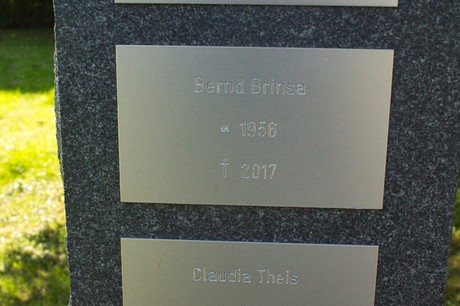 Bernd Brinsa
* 1956
† 2017
Claudia Theis